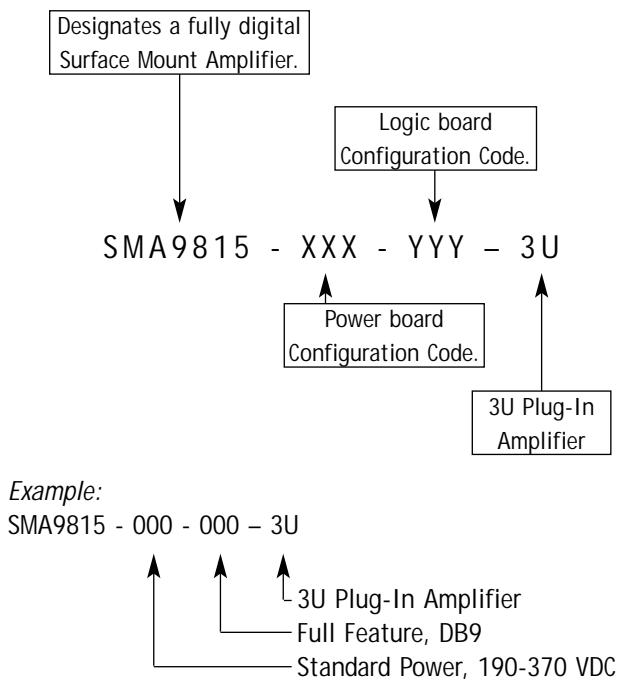 Designates a fully digital
Surface Mount Amplifier.
Logic board
Configuration Code.
SMA9815 - XXX - YYY – 3U
Power board
Configuration Code.
3U Plug-In
Amplifier
Example:
SMA9815 - 000 - 000 – 3U
3U Plug-In Amplifier
Full Feature, DB9
Standard Power, 190-370 VDC